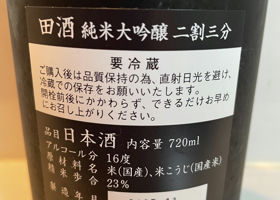 田酒 純米大吟醸 二割三分
要冷蔵
ご購入後は品質保持の為、直射日光を避け、
冷蔵での保存をお願いいたします。
開栓前後にかかわらず、できるだけお早め
にお召し上がりください。
品目 日本酒 内容量 720ml
アルコール分 16度
原材料名 米(国産)、米こうじ(国産米)
精米歩合 23%
製造年月